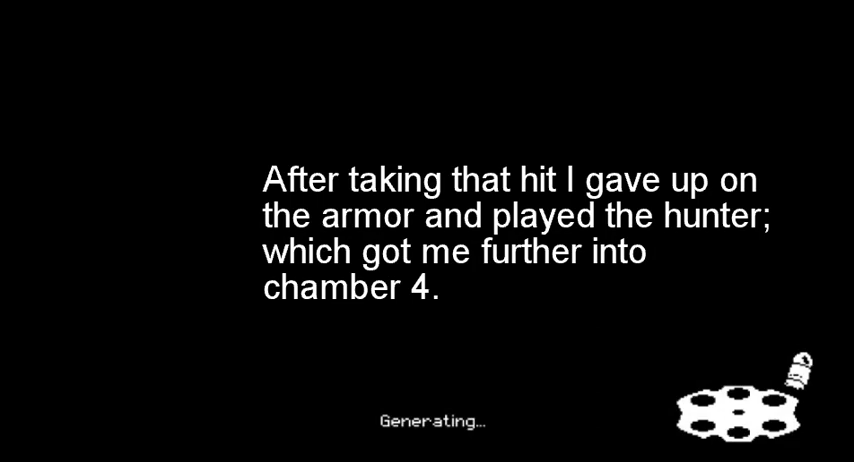 After taking that hit I gave up on
the armor and played the hunter;
which got me further into
chamber 4.
Generating...